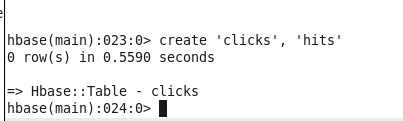 hbase(main):023:0> create 'clicks', 'hits'
0 row(s) in 0.5590 seconds
=> Hbase::Table - clicks
hbase(main):024:0>